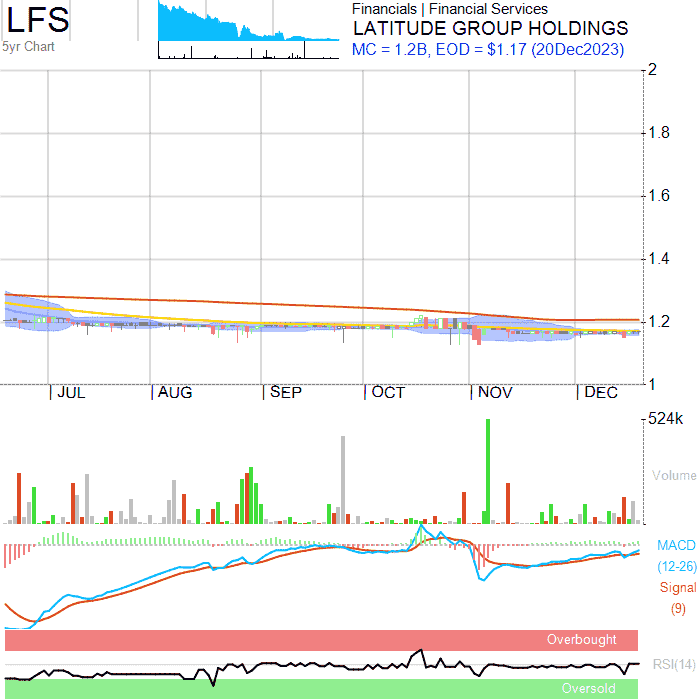 LFS
5yr Chart
Financials | Financial Services
LATITUDE GROUP HOLDINGS
MC = 1.2B, EOD = $1.17 (20Dec2023)
2
1.8
1.6
1.4
1.2
1
JUL
AUG
SEP
OCT
NOV
DEC
524k
Volume
MACD
(12-26)
Signal
(9)
Overbought
RSI(14)
Oversold